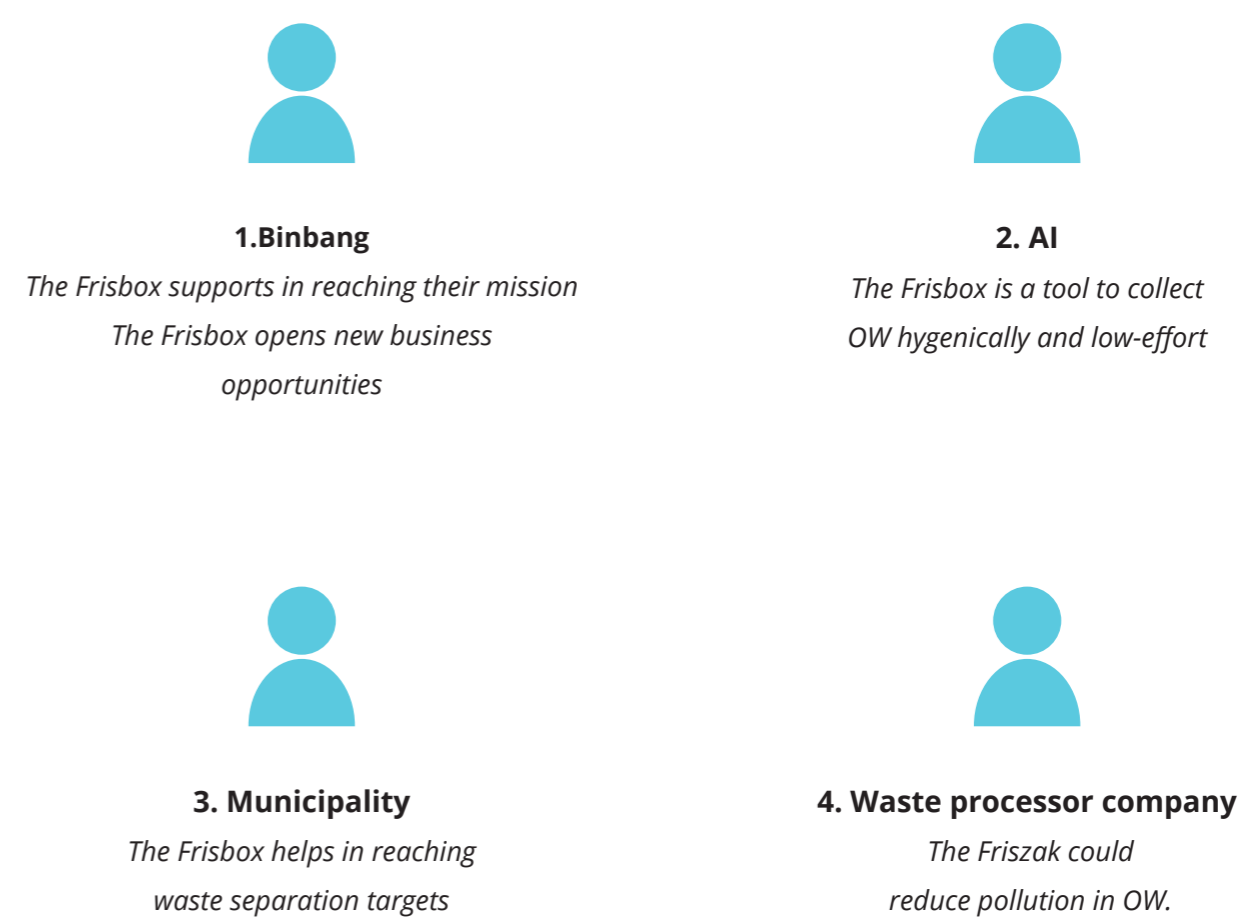 1.Binbang
The Frisbox supports in reaching their mission
The Frisbox opens new business
opportunities
2. AI
The Frisbox is a tool to collect
OW hygenically and low-effort
3. Municipality
The Frisbox helps in reaching
waste separation targets
4. Waste processor company
The Friszak could
reduce pollution in OW.